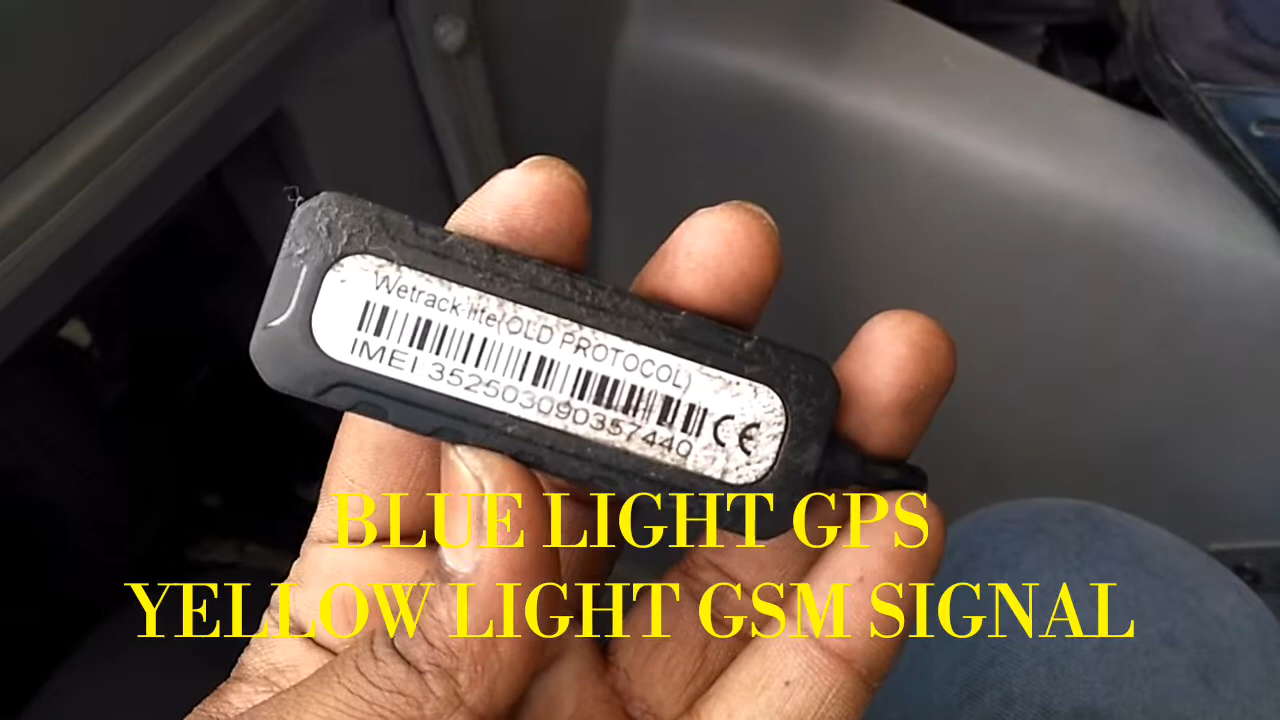 Wetrack lite(OLD PROTOCOL)
IMEI 352503090357440
CE
BLUE LIGHT GPS
YELLOW LIGHT GSM SIGNAL